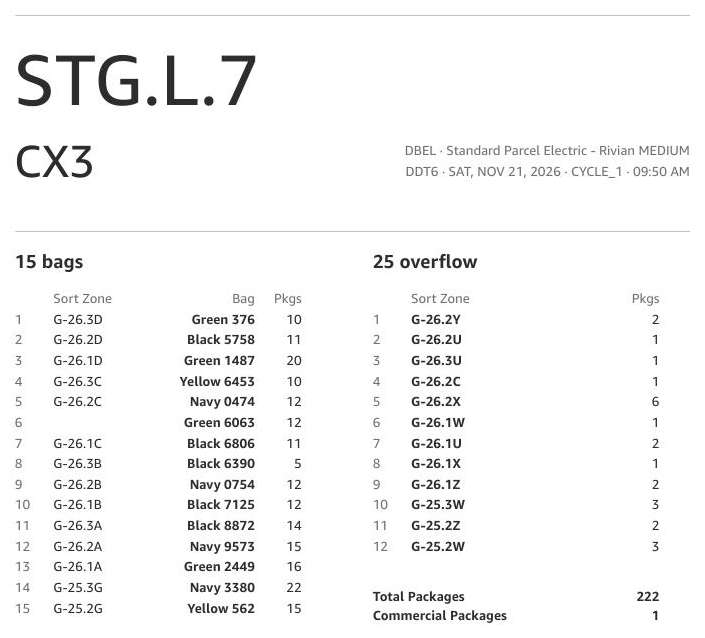 STG.L.7
CX3
DBEL · Standard Parcel Electric - Rivian MEDIUM
DDT6 · SAT, NOV 21, 2026 · CYCLE_1 · 09:50 AM
15 bags
Sort Zone Bag Pkgs
1 G-26.3D Green 376 10
2 G-26.2D Black 5758 11
3 G-26.1D Green 1487 20
4 G-26.3C Yellow 6453 10
5 G-26.2C Navy 0474 12
6 Green 6063 12
7 G-26.1C Black 6806 11
8 G-26.3B Black 6390 5
9 G-26.2B Navy 0754 12
10 G-26.1B Black 7125 12
11 G-26.3A Black 8872 14
12 G-26.2A Navy 9573 15
13 G-26.1A Green 2449 16
14 G-25.3G Navy 3380 22
15 G-25.2G Yellow 562 15
25 overflow
Sort Zone Pkgs
1 G-26.2Y 2
2 G-26.2U 1
3 G-26.3U 1
4 G-26.2C 1
5 G-26.2X 6
6 G-26.1W 1
7 G-26.1U 2
8 G-26.1X 1
9 G-26.1Z 2
10 G-25.3W 3
11 G-25.2Z 2
12 G-25.2W 3
Total Packages 222
Commercial Packages 1